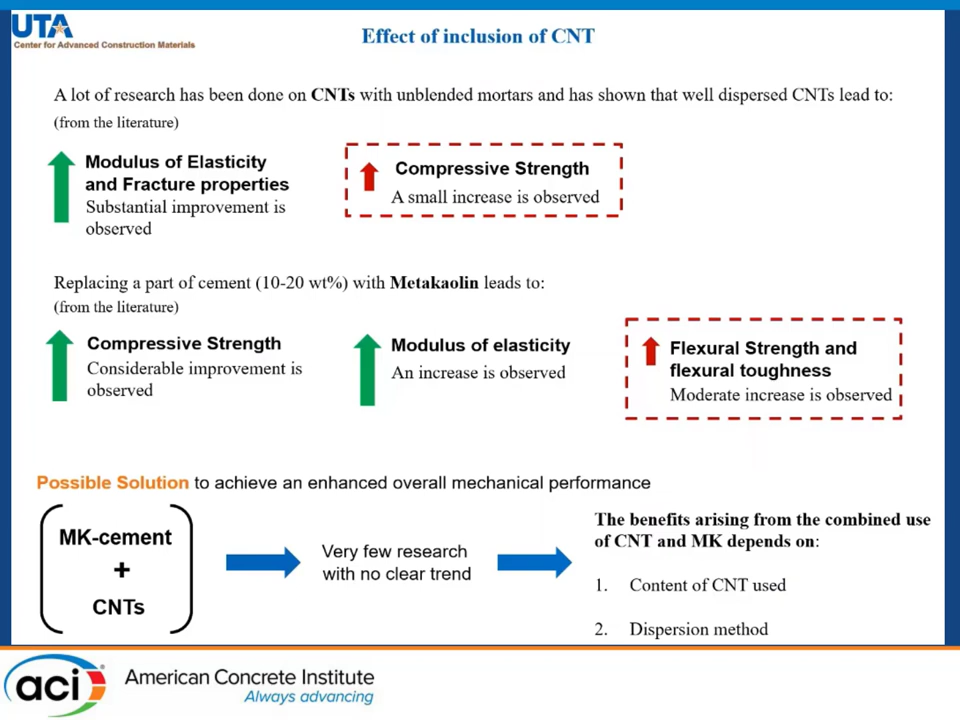 UTA
Center for Advanced Construction Materials
Effect of inclusion of CNT
A lot of research has been done on CNTs with unblended mortars and has shown that well dispersed CNTs lead to:
(from the literature)
Modulus of Elasticity
and Fracture properties
Substantial improvement is
observed
Compressive Strength
A small increase is observed
Replacing a part of cement (10-20 wt%) with Metakaolin leads to:
(from the literature)
Compressive Strength
Considerable improvement is
observed
Modulus of elasticity
An increase is observed
Flexural Strength and
flexural toughness
Moderate increase is observed
Possible Solution to achieve an enhanced overall mechanical performance
MK-cement
+
CNTs
Very few research
with no clear trend
The benefits arising from the combined use
of CNT and MK depends on:
1. Content of CNT used
2. Dispersion method
aci
American Concrete Institute
Always advancing